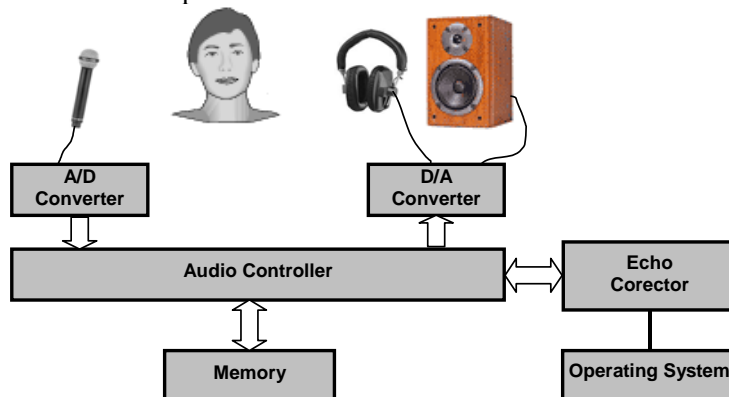 A/D
Converter
D/A
Converter
Audio Controller
Echo
Corector
Memory
Operating System